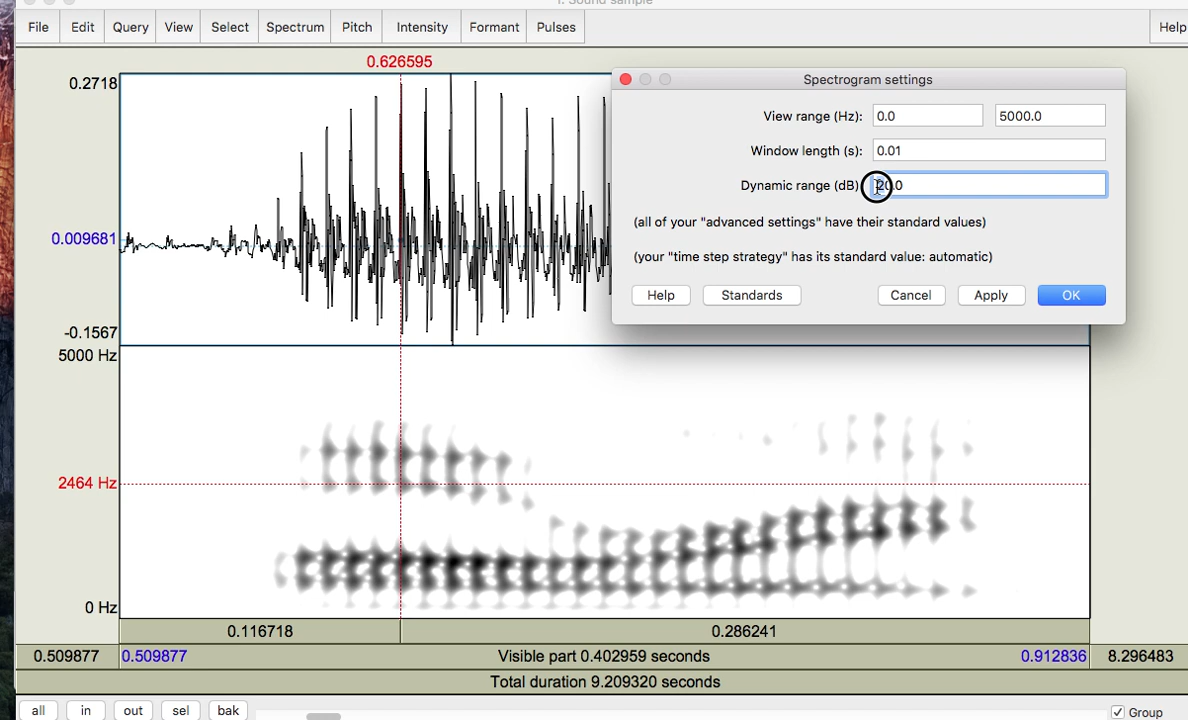 1. Sound sample
File Edit Query View Select Spectrum Pitch Intensity Formant Pulses Help
0.626595
0.2718
0.009681
-0.1567
Spectrogram settings
View range (Hz): 0.0 5000.0
Window length (s): 0.01
Dynamic range (dB) 20.0
(all of your "advanced settings" have their standard values)
(your "time step strategy" has its standard value: automatic)
Help Standards Cancel Apply OK
5000 Hz
2464 Hz
0 Hz
0.116718 0.286241
0.509877 0.509877 Visible part 0.402959 seconds 0.912836 8.296483
Total duration 9.209320 seconds
all in out sel bak Group